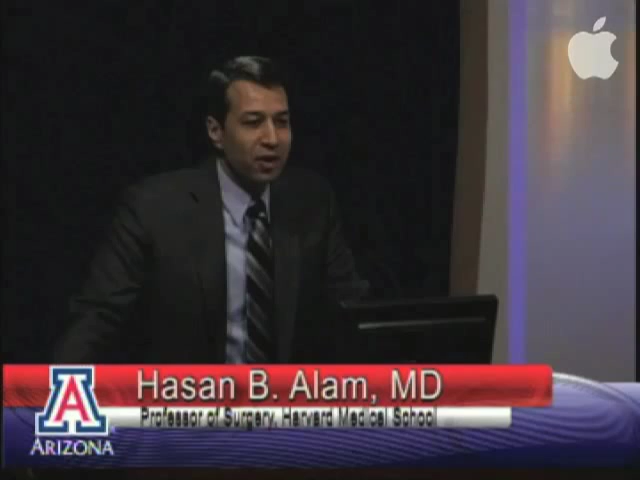 Hasan B. Alam, MD
Professor of Surgery, Harvard Medical School
A
ARIZONA